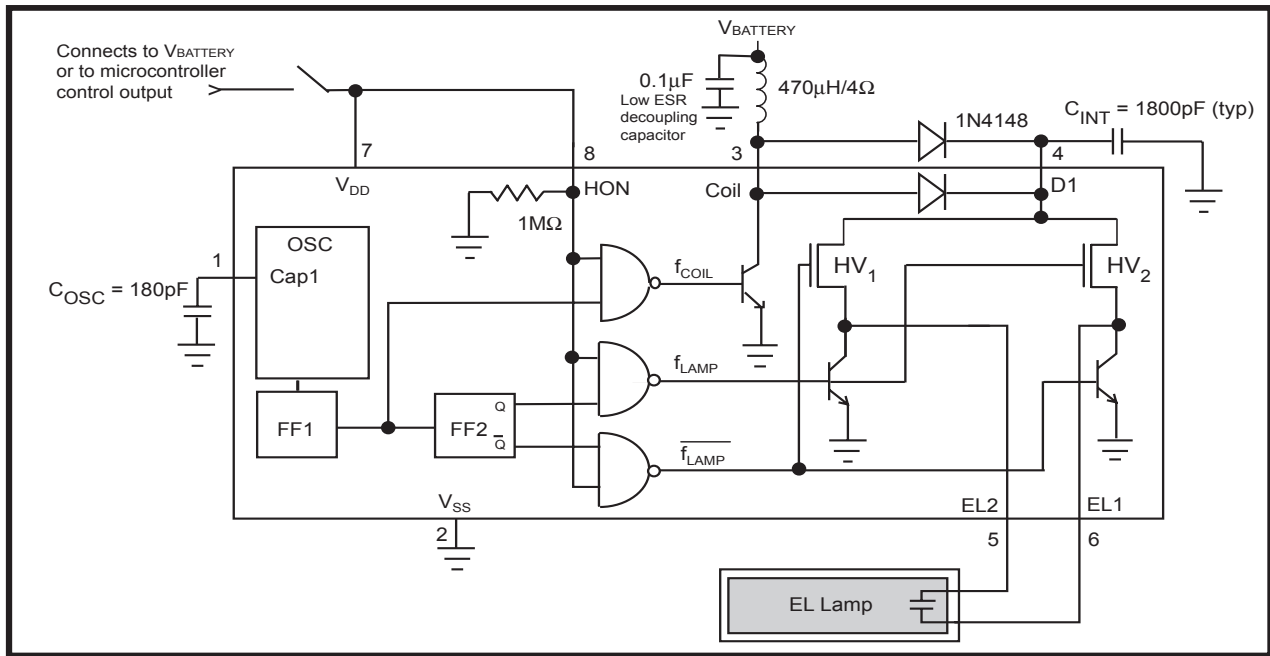 VBATTERY
Connects to VBATTERY
or to microcontroller
control output
0.1µF
Low ESR
decoupling
capacitor
470µH/4Ω
1N4148
CINT = 1800pF (typ)
7
8
3
4
VDD
HON
Coil
D1
1MΩ
OSC
Cap1
1
COSC = 180pF
fCOIL
HV1
HV2
fLAMP
FF1
FF2
Q
Q̅
f̅L̅A̅M̅P̅
VSS
2
EL2
EL1
5
6
EL Lamp